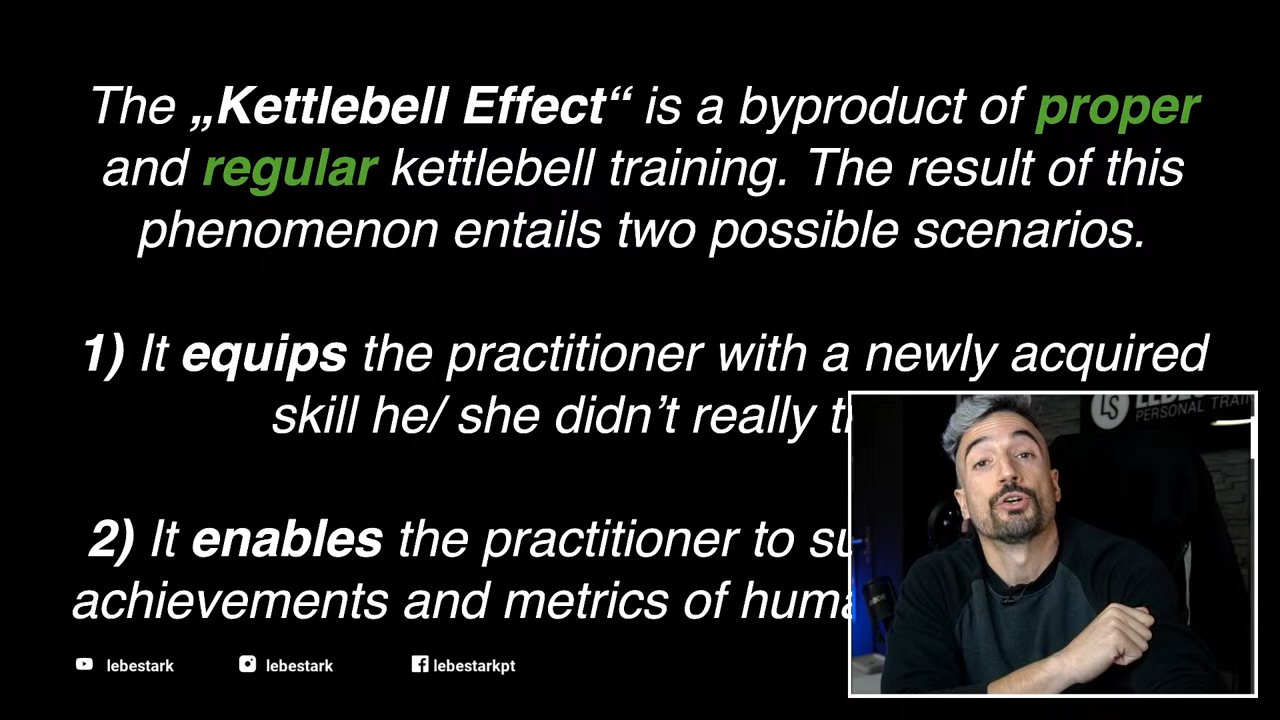 The „Kettlebell Effect“ is a byproduct of proper
and regular kettlebell training. The result of this
phenomenon entails two possible scenarios.
1) It equips the practitioner with a newly acquired
skill he/ she didn’t really
2) It enables the practitioner to
achievements and metrics of
LS
PERSONAL
lebestark
lebestark
lebestarkpt